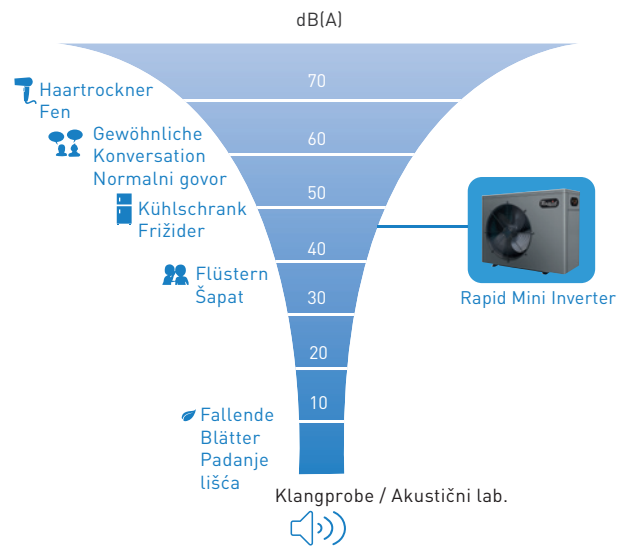 dB(A)
70
Haartrockner
Fen
60
Gewöhnliche
Konversation
Normalni govor
50
Kühlschrank
Frižider
40
Flüstern
Šapat
30
Rapid Mini Inverter
20
10
Fallende
Blätter
Padanje
lišća
Klangprobe / Akustični lab.